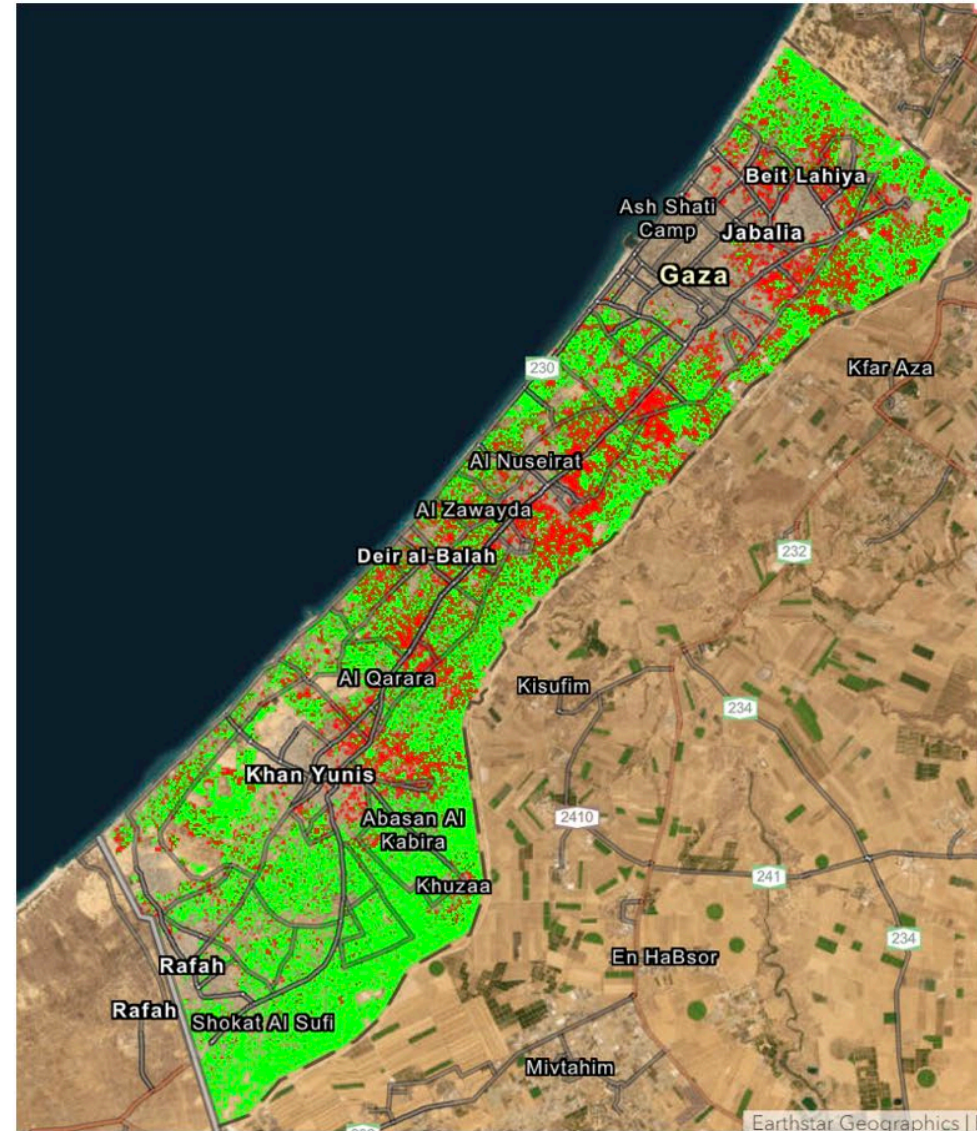 Beit Lahiya
Ash Shati
Camp
Jabalia
Gaza
Kfar Aza
230
Al Nuseirat
Al Zawayda
232
Deir al-Balah
Al Qarara
Kisufim
234
Khan Yunis
Abasan Al
Kabira
2410
241
Khuzaa
234
En HaBsor
Rafah
Rafah
Shokat Al Sufi
Mivtahim
Earthstar Geographics |